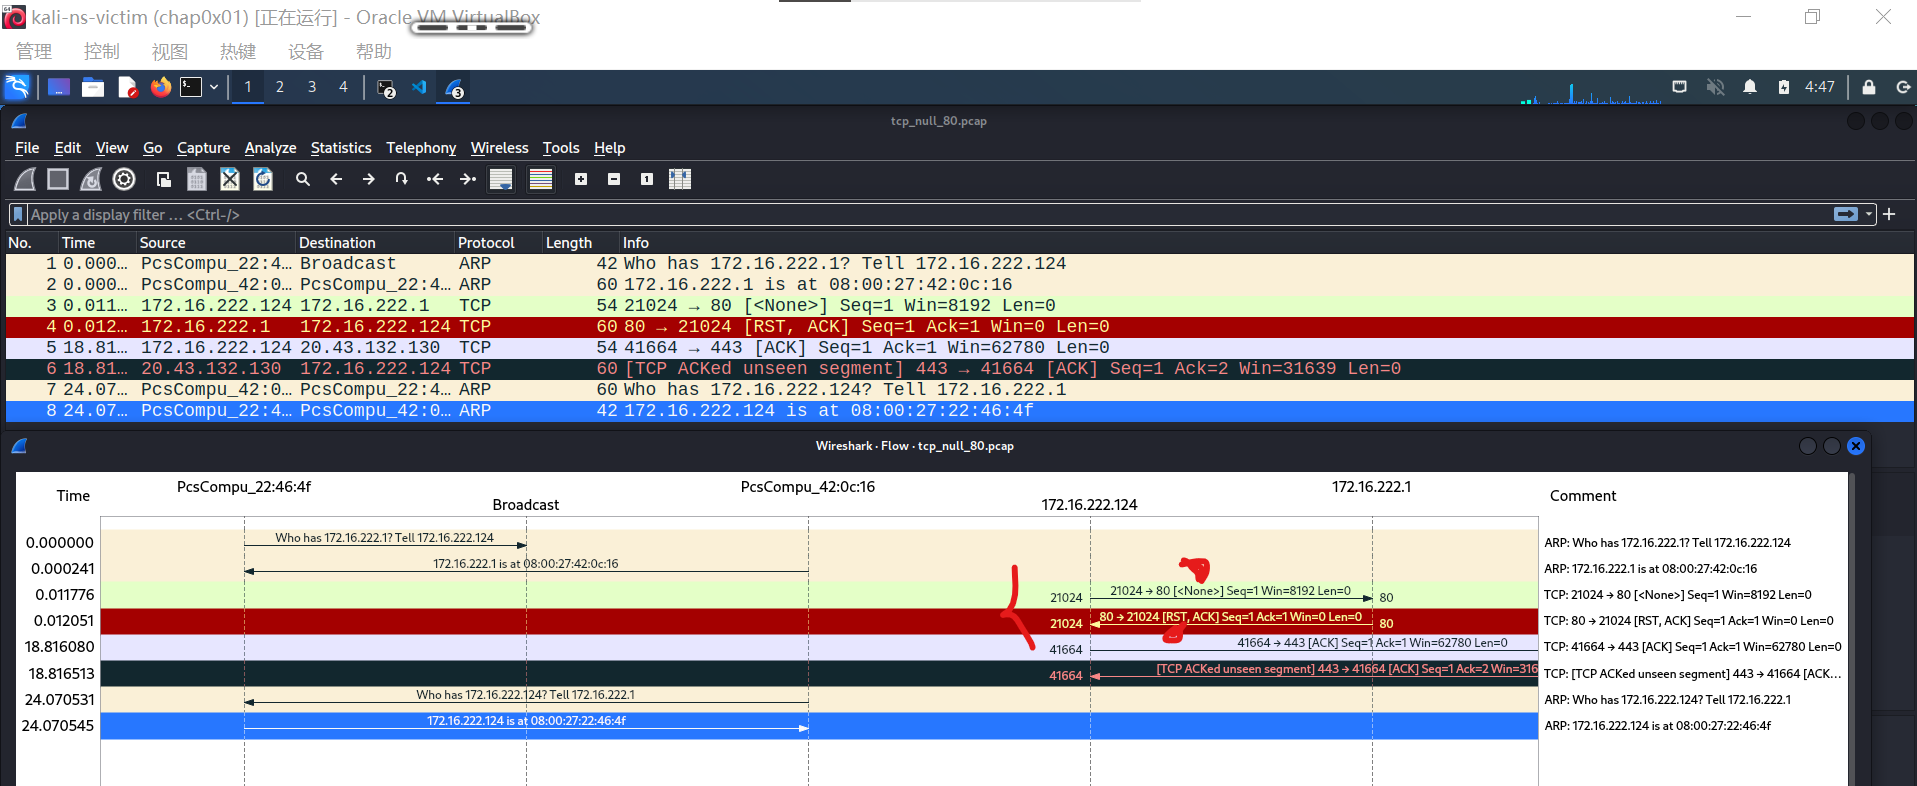 kali-ns-victim (chap0x01) [正在运行] - Oracle VM VirtualBox
管理 控制 视图 热键 设备 帮助
1 2 3 4 2 3 4:47
tcp_null_80.pcap
File Edit View Go Capture Analyze Statistics Telephony Wireless Tools Help
Apply a display filter … <Ctrl-/>
No. Time Source Destination Protocol Length Info
1 0.000… PcsCompu_22:4… Broadcast ARP 42 Who has 172.16.222.1? Tell 172.16.222.124
2 0.000… PcsCompu_42:0… PcsCompu_22:4… ARP 60 172.16.222.1 is at 08:00:27:42:0c:16
3 0.011… 172.16.222.124 172.16.222.1 TCP 54 21024 → 80 [<None>] Seq=1 Win=8192 Len=0
4 0.012… 172.16.222.1 172.16.222.124 TCP 60 80 → 21024 [RST, ACK] Seq=1 Ack=1 Win=0 Len=0
5 18.81… 172.16.222.124 20.43.132.130 TCP 54 41664 → 443 [ACK] Seq=1 Ack=1 Win=62780 Len=0
6 18.81… 20.43.132.130 172.16.222.124 TCP 60 [TCP ACKed unseen segment] 443 → 41664 [ACK] Seq=1 Ack=2 Win=31639 Len=0
7 24.07… PcsCompu_42:0… PcsCompu_22:4… ARP 60 Who has 172.16.222.124? Tell 172.16.222.1
8 24.07… PcsCompu_22:4… PcsCompu_42:0… ARP 42 172.16.222.124 is at 08:00:27:22:46:4f
Wireshark · Flow · tcp_null_80.pcap
Time PcsCompu_22:46:4f Broadcast PcsCompu_42:0c:16 172.16.222.124 172.16.222.1 Comment
0.000000 Who has 172.16.222.1? Tell 172.16.222.124 ARP: Who has 172.16.222.1? Tell 172.16.222.124
0.000241 172.16.222.1 is at 08:00:27:42:0c:16 ARP: 172.16.222.1 is at 08:00:27:42:0c:16
0.011776 21024 21024 → 80 [<None>] Seq=1 Win=8192 Len=0 80 TCP: 21024 → 80 [<None>] Seq=1 Win=8192 Len=0
0.012051 21024 80 → 21024 [RST, ACK] Seq=1 Ack=1 Win=0 Len=0 80 TCP: 80 → 21024 [RST, ACK] Seq=1 Ack=1 Win=0 Len=0
18.816080 41664 41664 → 443 [ACK] Seq=1 Ack=1 Win=62780 Len=0 TCP: 41664 → 443 [ACK] Seq=1 Ack=1 Win=62780 Len=0
18.816513 41664 [TCP ACKed unseen segment] 443 → 41664 [ACK] Seq=1 Ack=2 Win=316 TCP: [TCP ACKed unseen segment] 443 → 41664 [ACK…
24.070531 Who has 172.16.222.124? Tell 172.16.222.1 ARP: Who has 172.16.222.124? Tell 172.16.222.1
24.070545 172.16.222.124 is at 08:00:27:22:46:4f ARP: 172.16.222.124 is at 08:00:27:22:46:4f